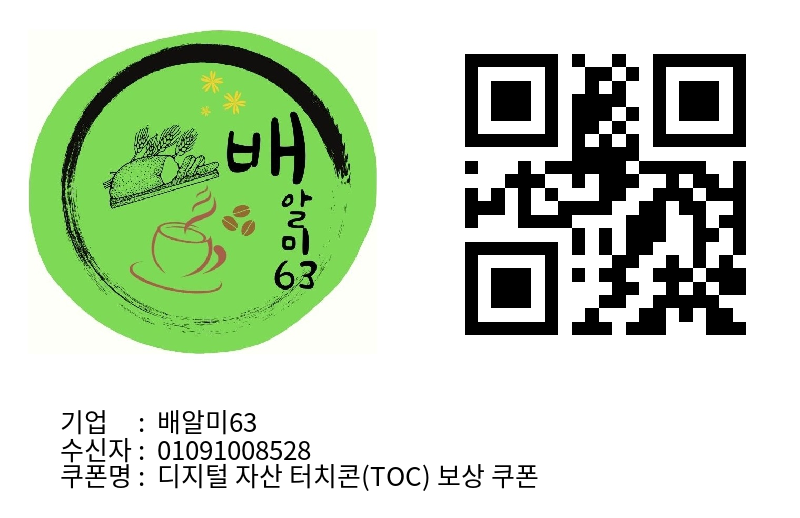 배
알
미
63
기업 : 배알미63
수신자 : 01091008528
쿠폰명 : 디지털 자산 터치콘(TOC) 보상 쿠폰